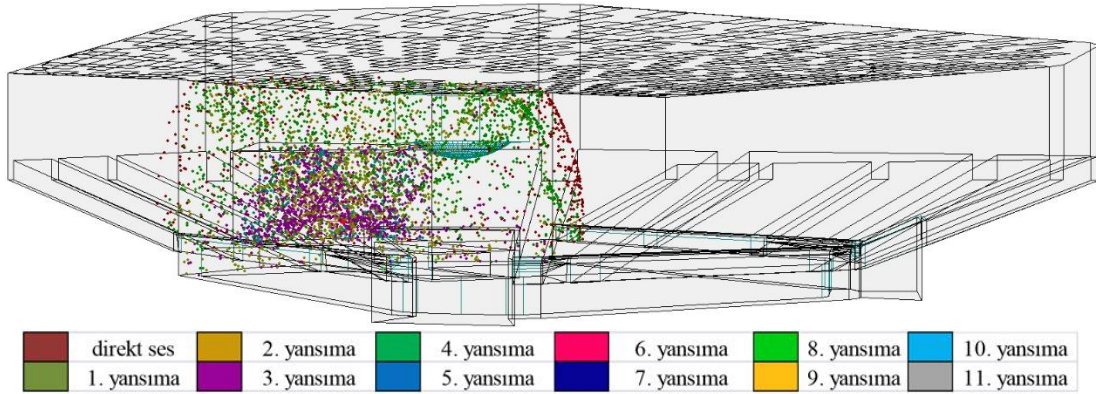 direkt ses 2. yansıma 4. yansıma 6. yansıma 8. yansıma 10. yansıma
1. yansıma 3. yansıma 5. yansıma 7. yansıma 9. yansıma 11. yansıma